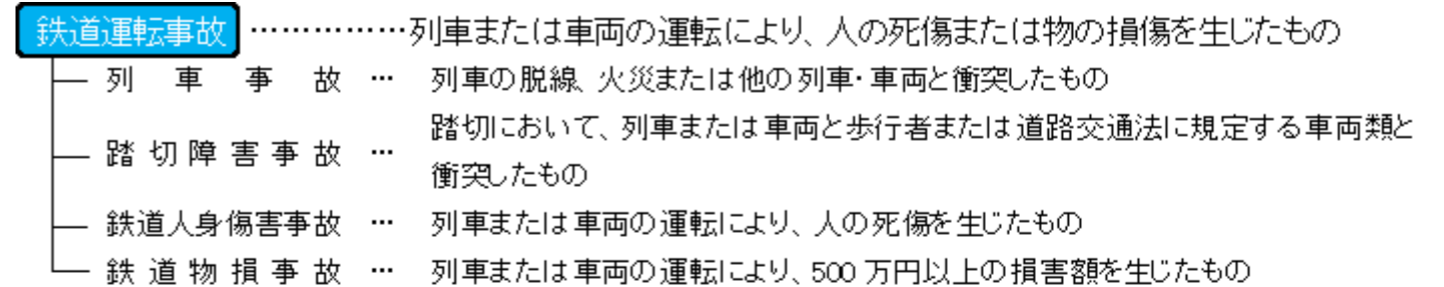 鉄道運転事故 ……………列車または車両の運転により、人の死傷または物の損傷を生じたもの
列車事故 … 列車の脱線、火災または他の列車・車両と衝突したもの
踏切障害事故 … 踏切において、列車または車両と歩行者または道路交通法に規定する車両類と
衝突したもの
鉄道人身傷害事故 … 列車または車両の運転により、人の死傷を生じたもの
鉄道物損事故 … 列車または車両の運転により、500万円以上の損害額を生じたもの